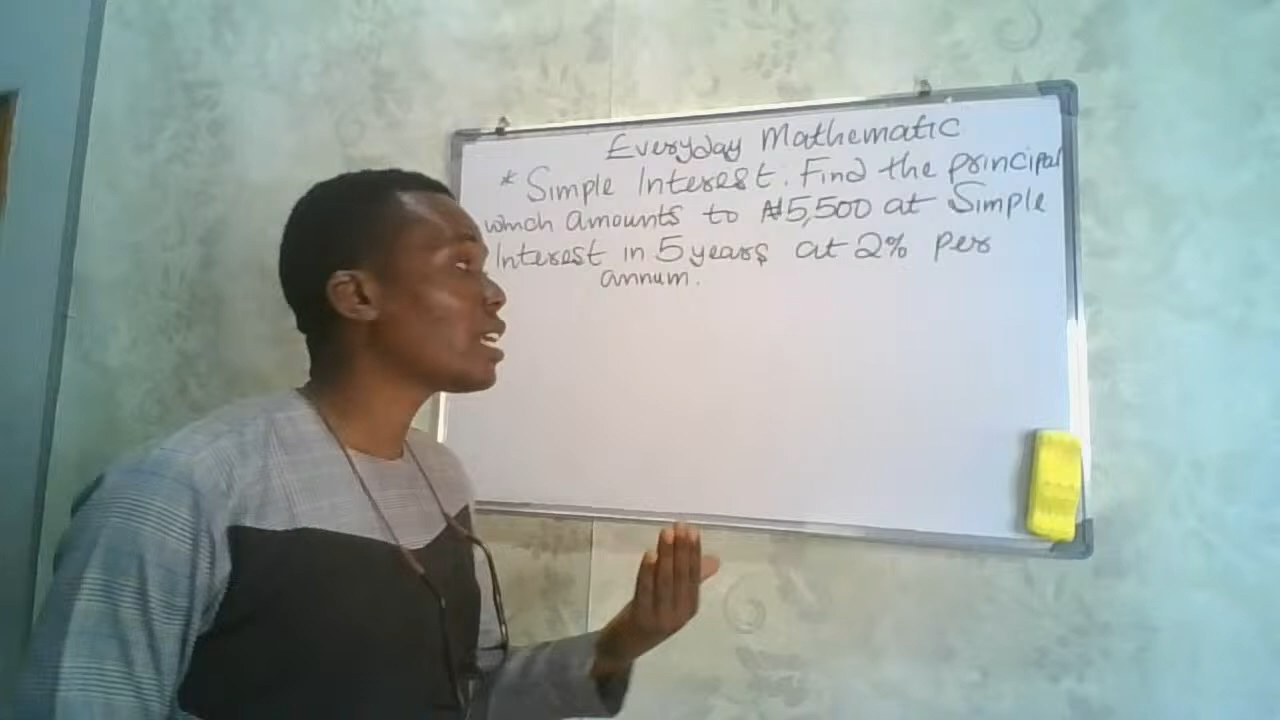 Everyday Mathematic
* Simple Interest. Find the principal
which amounts to ₦5,500 at Simple
Interest in 5 years at 2% per
annum.